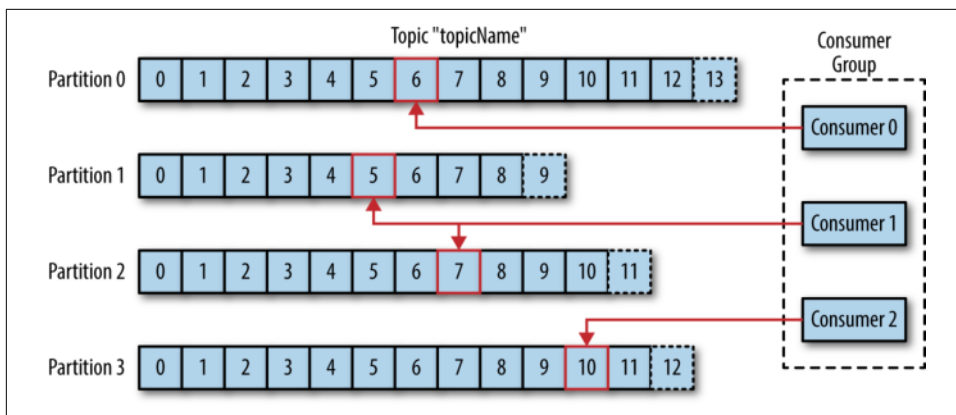 Topic "topicName"
Consumer
Group
Partition 0 0 1 2 3 4 5 6 7 8 9 10 11 12 13
Consumer 0
Partition 1 0 1 2 3 4 5 6 7 8 9
Consumer 1
Partition 2 0 1 2 3 4 5 6 7 8 9 10 11
Consumer 2
Partition 3 0 1 2 3 4 5 6 7 8 9 10 11 12